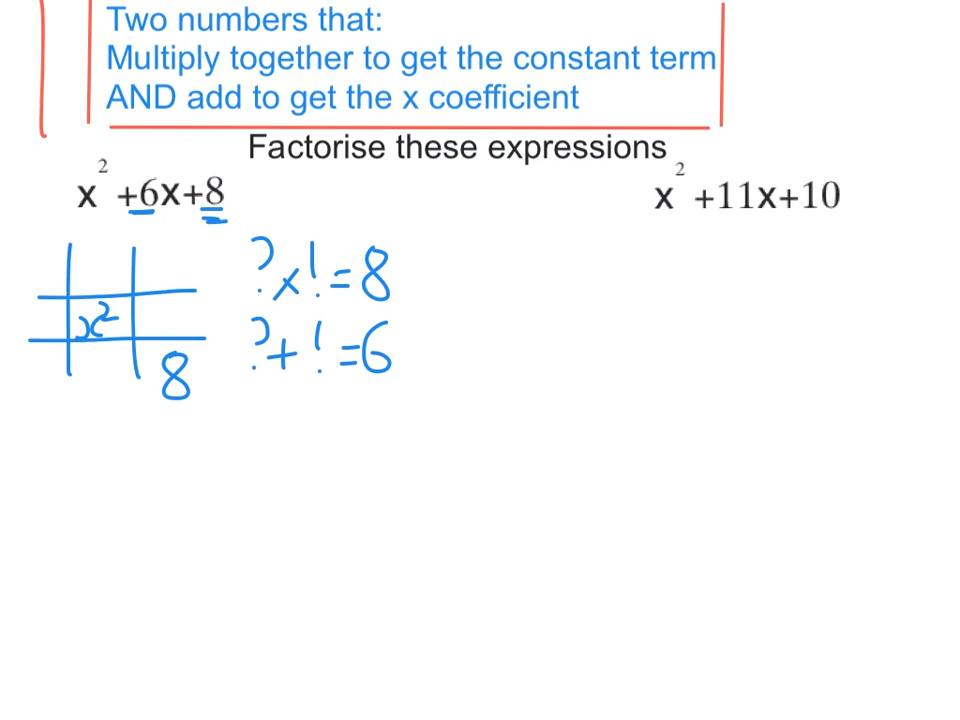 Two numbers that:
Multiply together to get the constant term
AND add to get the x coefficient
Factorise these expressions
x² +6x+8
x² +11x+10
?x!=8
?+!=6
x²
8